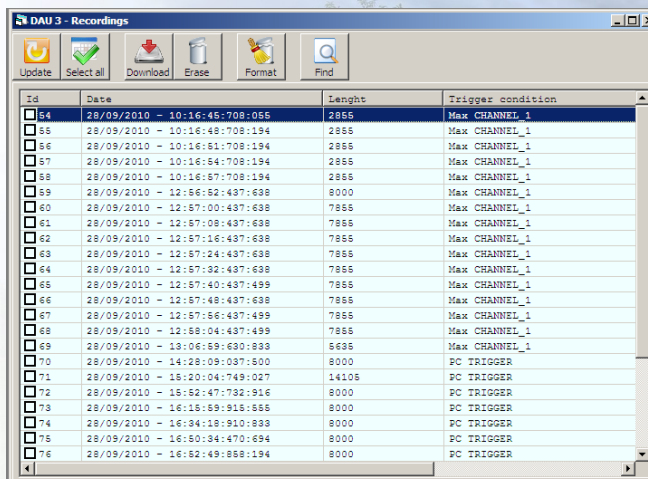 DAU 3 - Recordings
Update Select all Download Erase Format Find
Id Date Lenght Trigger condition
54 28/09/2010 - 10:16:45:708:055 2855 Max CHANNEL_1
55 28/09/2010 - 10:16:48:708:194 2855 Max CHANNEL_1
56 28/09/2010 - 10:16:51:708:194 2855 Max CHANNEL_1
57 28/09/2010 - 10:16:54:708:194 2855 Max CHANNEL_1
58 28/09/2010 - 10:16:57:708:194 2855 Max CHANNEL_1
59 28/09/2010 - 12:56:52:437:638 8000 Max CHANNEL_1
60 28/09/2010 - 12:57:00:437:638 7855 Max CHANNEL_1
61 28/09/2010 - 12:57:08:437:638 7855 Max CHANNEL_1
62 28/09/2010 - 12:57:16:437:638 7855 Max CHANNEL_1
63 28/09/2010 - 12:57:24:437:638 7855 Max CHANNEL_1
64 28/09/2010 - 12:57:32:437:638 7855 Max CHANNEL_1
65 28/09/2010 - 12:57:40:437:499 7855 Max CHANNEL_1
66 28/09/2010 - 12:57:48:437:638 7855 Max CHANNEL_1
67 28/09/2010 - 12:57:56:437:499 7855 Max CHANNEL_1
68 28/09/2010 - 12:58:04:437:499 7855 Max CHANNEL_1
69 28/09/2010 - 13:06:59:630:833 5635 Max CHANNEL_1
70 28/09/2010 - 14:28:09:037:500 8000 PC TRIGGER
71 28/09/2010 - 15:20:04:749:027 14105 PC TRIGGER
72 28/09/2010 - 15:52:47:732:916 8000 PC TRIGGER
73 28/09/2010 - 16:15:59:915:555 8000 PC TRIGGER
74 28/09/2010 - 16:34:18:910:833 8000 PC TRIGGER
75 28/09/2010 - 16:50:34:470:694 8000 PC TRIGGER
76 28/09/2010 - 16:52:49:858:194 8000 PC TRIGGER